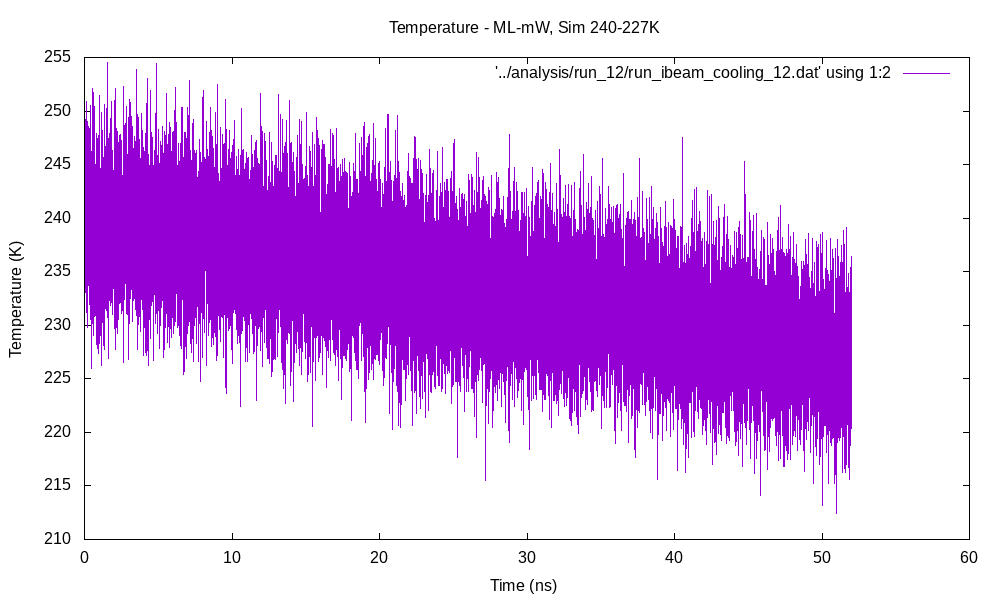 Temperature - ML-mW, Sim 240-227K
'../analysis/run_12/run_ibeam_cooling_12.dat' using 1:2
255
250
245
240
235
230
225
220
215
210
Temperature (K)
0 10 20 30 40 50 60
Time (ns)